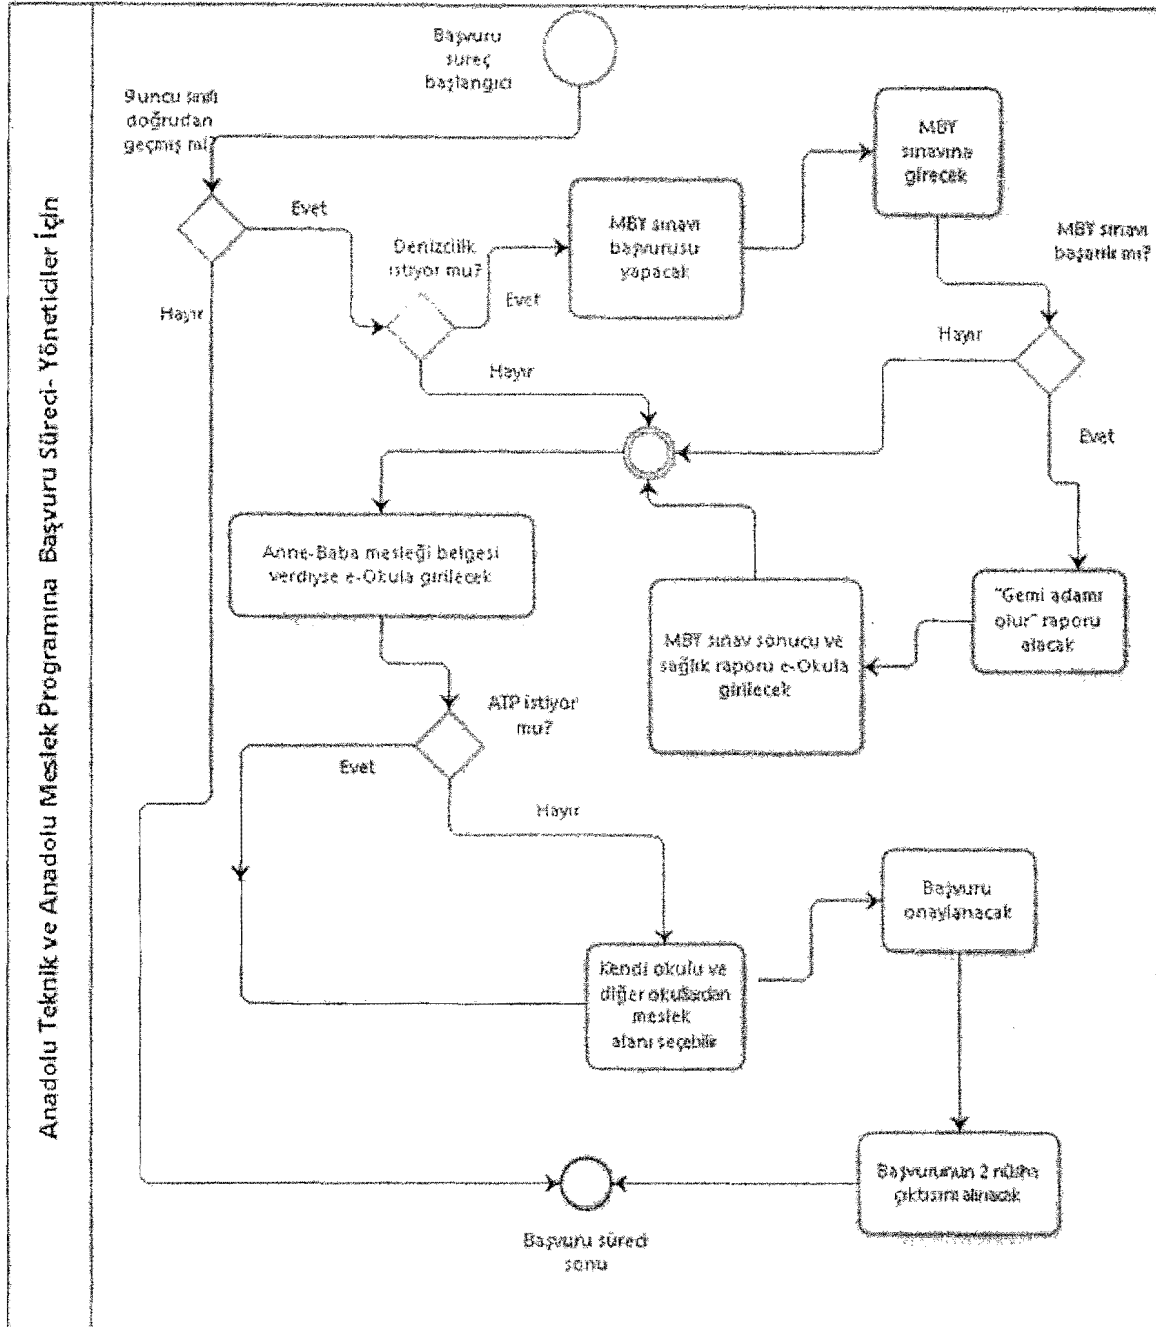 Anadolu Teknik ve Anadolu Meslek Programına Başvuru Süreci- Yöneticiler İçin
Başvuru
süreç
başlangıcı
9uncu sınıfı
doğrudan
geçmiş mi?
Evet
Hayır
Denizcilik
istiyor mu?
Evet
Hayır
MBY sınavı
başvurusu
yapacak
MBY
sınavına
girecek
MBY sınavı
başarılı mı?
Hayır
Evet
"Gemi adamı
olur" raporu
alacak
MBY sınav sonucu ve
sağlık raporu e-Okula
girilecek
Anne-Baba mesleği belgesi
verdiyse e-Okula girilecek
ATP istiyor
mu?
Evet
Hayır
Kendi okulu ve
diğer okullardan
meslek
alanı seçebilir
Başvuru
onaylanacak
Başvurunun 2 nüsha
çıktısını alınacak
Başvuru süreci
sonu